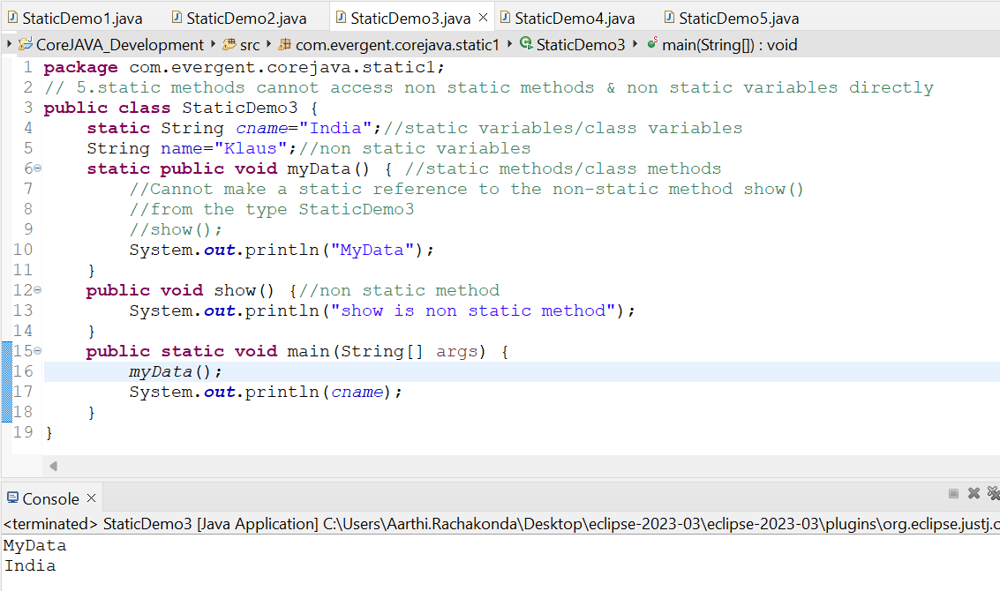 StaticDemo1.java StaticDemo2.java StaticDemo3.java StaticDemo4.java StaticDemo5.java
CoreJAVA_Development src com.evergent.corejava.static1 StaticDemo3 main(String[]) : void
1 package com.evergent.corejava.static1;
2 // 5.static methods cannot access non static methods & non static variables directly
3 public class StaticDemo3 {
4 static String cname="India";//static variables/class variables
5 String name="Klaus";//non static variables
6 static public void myData() { //static methods/class methods
7 //Cannot make a static reference to the non-static method show()
8 //from the type StaticDemo3
9 //show();
10 System.out.println("MyData");
11 }
12 public void show() {//non static method
13 System.out.println("show is non static method");
14 }
15 public static void main(String[] args) {
16 myData();
17 System.out.println(cname);
18 }
19 }
Console
<terminated> StaticDemo3 [Java Application] C:\Users\Aarthi.Rachakonda\Desktop\eclipse-2023-03\eclipse-2023-03\plugins\org.eclipse.justj.o
MyData
India